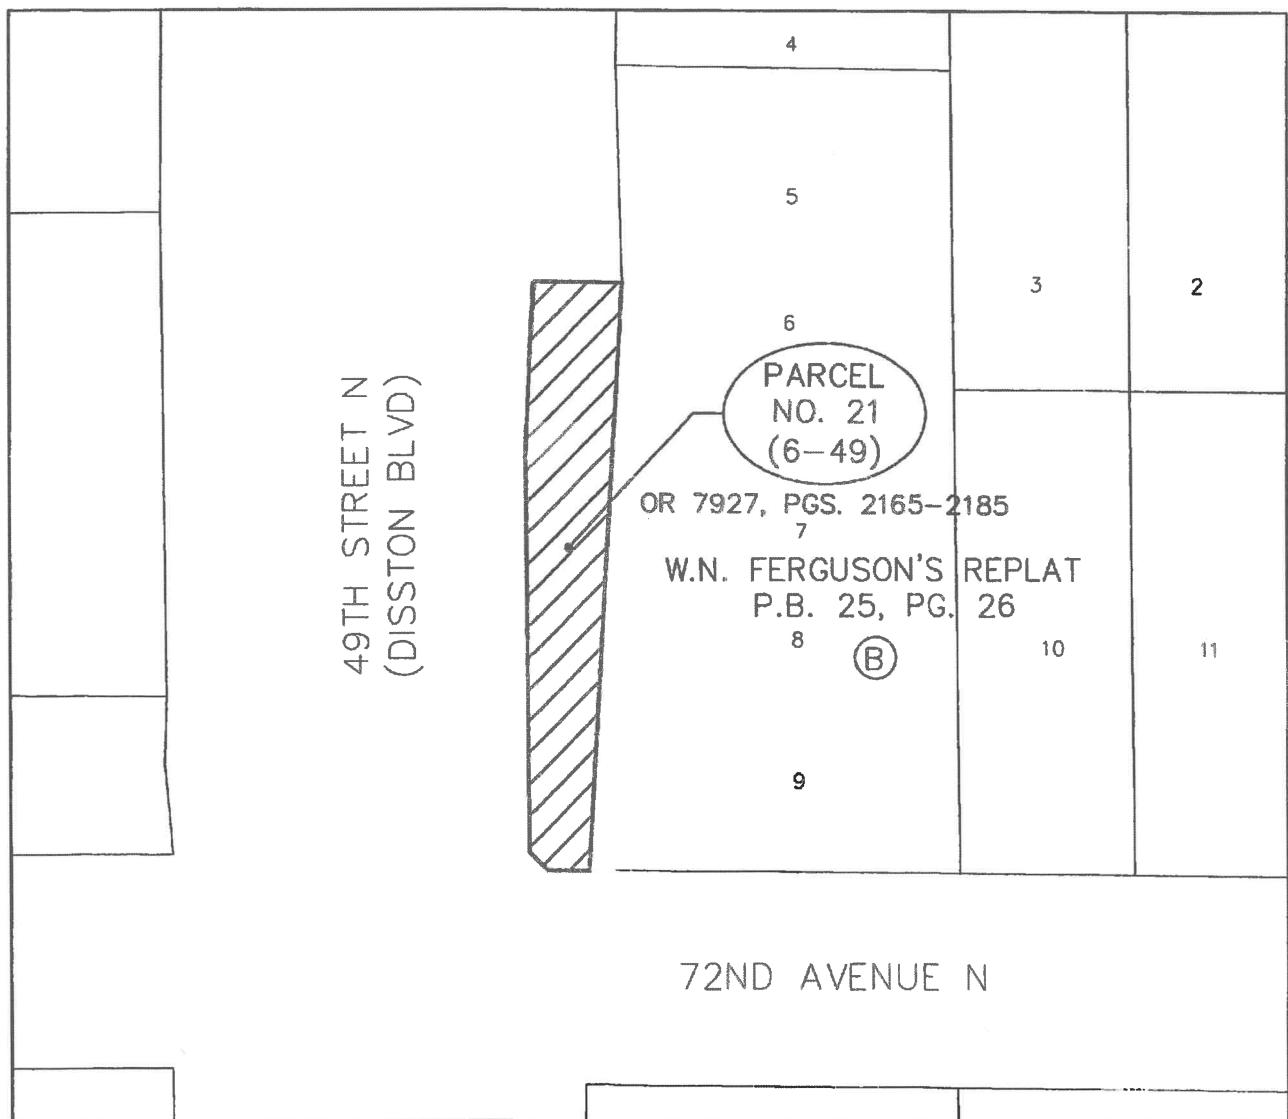 4
5
3
2
6
PARCEL
NO. 21
(6-49)
49TH STREET N
(DISSTON BLVD)
OR 7927, PGS. 2165-2185
7
W.N. FERGUSON'S REPLAT
P.B. 25, PG. 26
8
B
10
11
9
72ND AVENUE N